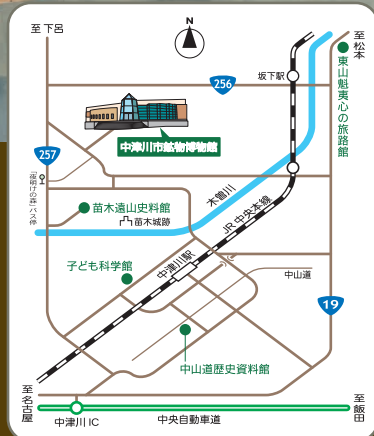 至下呂
N
至松本
256
坂下駅
東山魁夷心の旅路館
中津川市鉱物博物館
257
「夜明けの森」バス停
木曽川
苗木遠山史料館
苗木城跡
JR中央本線
子ども科学館
中津川駅
中山道
19
中山道歴史資料館
至名古屋
至飯田
中津川IC
中央自動車道